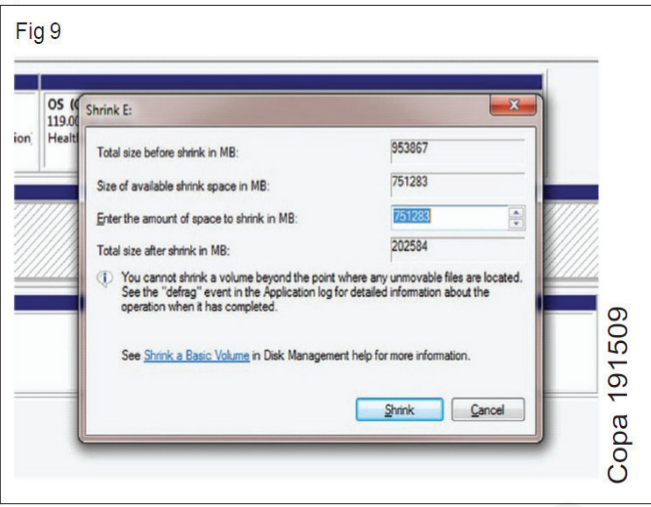 Fig 9
OS (
119.00
ion
Healt
Shrink E:
Total size before shrink in MB: 953867
Size of available shrink space in MB: 751283
Enter the amount of space to shrink in MB: 751283
Total size after shrink in MB: 202584
You cannot shrink a volume beyond the point where any unmovable files are located.
See the "defrag" event in the Application log for detailed information about the
operation when it has completed.
See Shrink a Basic Volume in Disk Management help for more information.
Shrink Cancel
Copa 191509